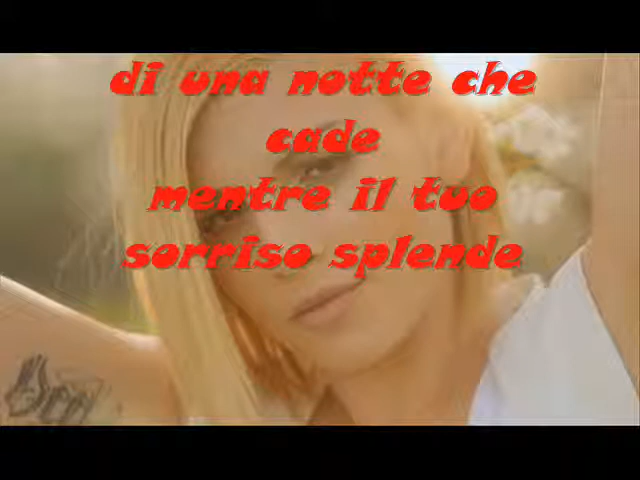 di una notte che
cade
mentre il tuo
sorriso splende